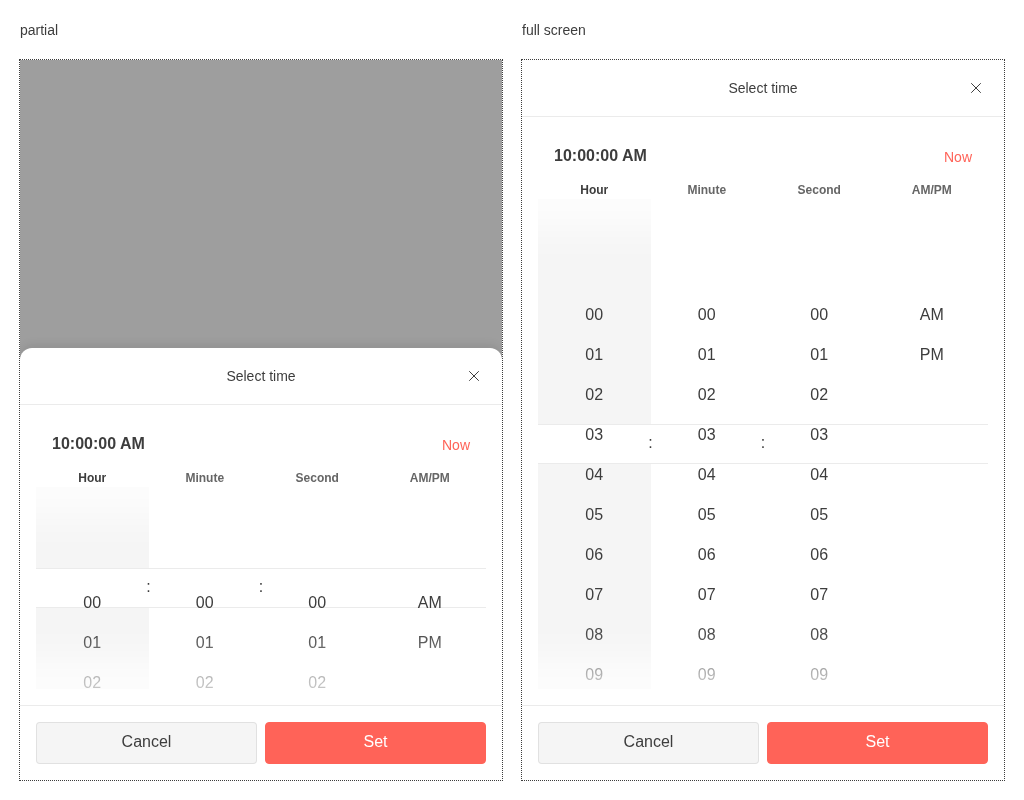 partial
Select time
10:00:00 AM Now
Hour Minute Second AM/PM
: :
00 00 00 AM
01 01 01 PM
02 02 02
Cancel Set
full screen
Select time
10:00:00 AM Now
Hour Minute Second AM/PM
00 00 00 AM
01 01 01 PM
02 02 02
03 : 03 : 03
04 04 04
05 05 05
06 06 06
07 07 07
08 08 08
09 09 09
Cancel Set